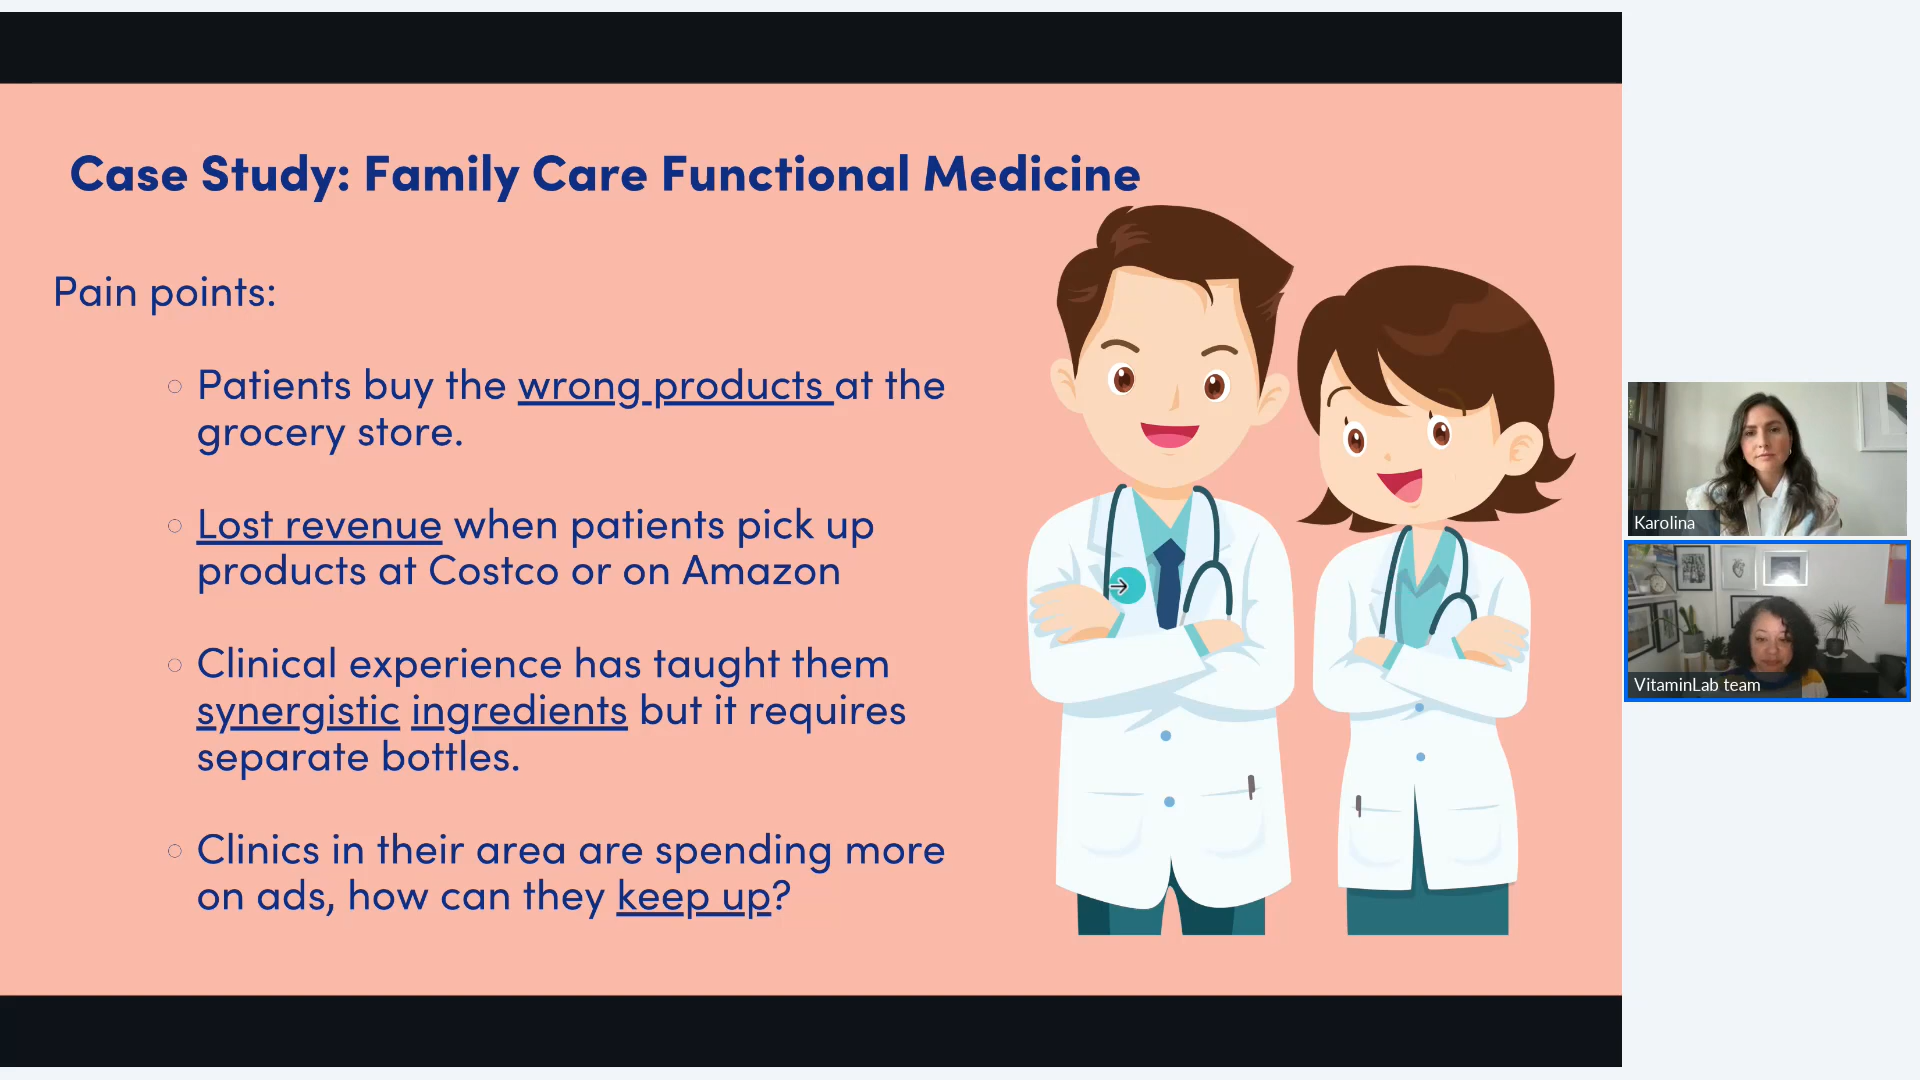 Case Study: Family Care Functional Medicine
Pain points:
Patients buy the wrong products at the
grocery store.
Lost revenue when patients pick up
products at Costco or on Amazon
Clinical experience has taught them
synergistic ingredients but it requires
separate bottles.
Clinics in their area are spending more
on ads, how can they keep up?
Karolina
VitaminLab team